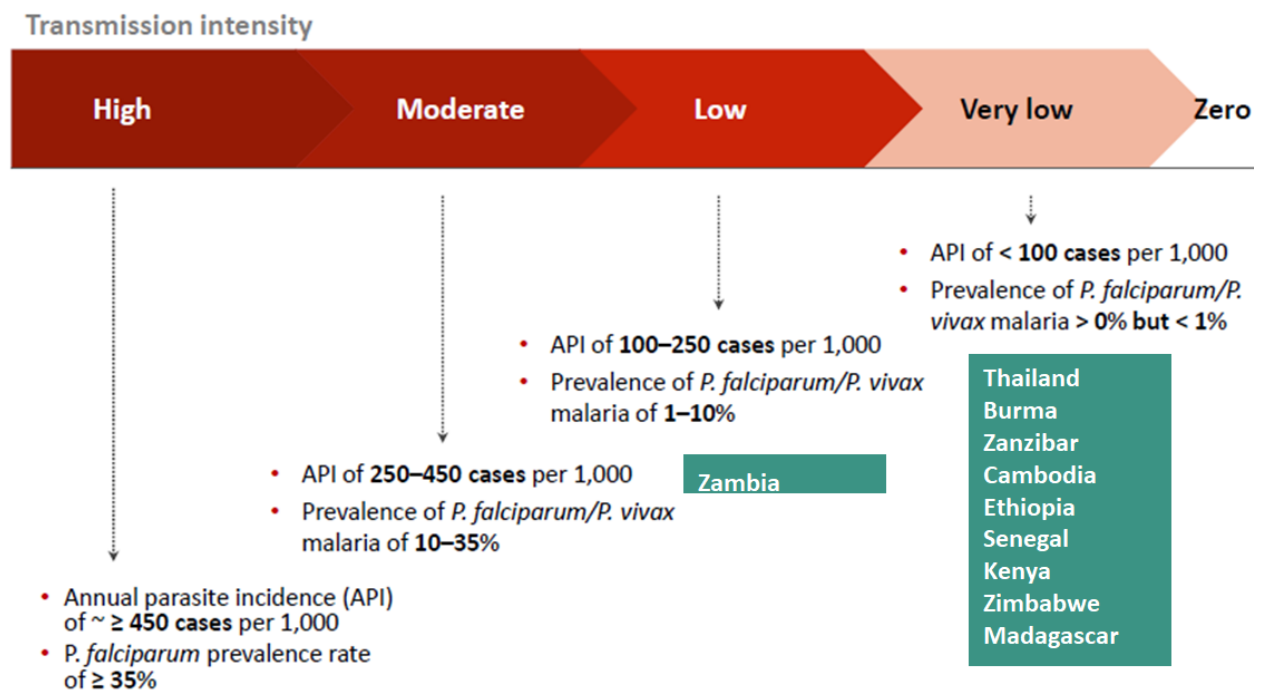 Transmission intensity
High
Moderate
Low
Very low
Zero
• API of < 100 cases per 1,000
• Prevalence of P. falciparum/P.
vivax malaria > 0% but < 1%
Thailand
Burma
Zanzibar
Cambodia
Ethiopia
Senegal
Kenya
Zimbabwe
Madagascar
• API of 100–250 cases per 1,000
• Prevalence of P. falciparum/P. vivax
malaria of 1–10%
Zambia
• API of 250–450 cases per 1,000
• Prevalence of P. falciparum/P. vivax
malaria of 10–35%
• Annual parasite incidence (API)
of ~ ≥ 450 cases per 1,000
• P. falciparum prevalence rate
of ≥ 35%